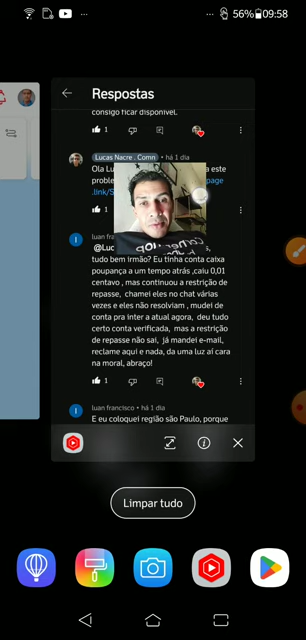 56% 09:58
Respostas
consigo ficar disponível.
1
Lucas Nacre . Comn • há 1 dia
Ola Lu
a este
proble
page
.link/S
1
luan fran
@Luc
tudo bem irmão? Eu tinha conta caixa
poupança a um tempo atrás ,caiu 0,01
centavo , mas continuou a restrição de
repasse, chamei eles no chat várias
vezes e eles não resolviam , mudei de
conta pra inter a atual agora, deu tudo
certo conta verificada, mas a restrição
de repasse não sai, já mandei e-mail,
reclame aqui e nada, da uma luz aí cara
na moral, abraço!
1
luan francisco • há 1 dia
E eu coloquei região são Paulo, porque
Limpar tudo